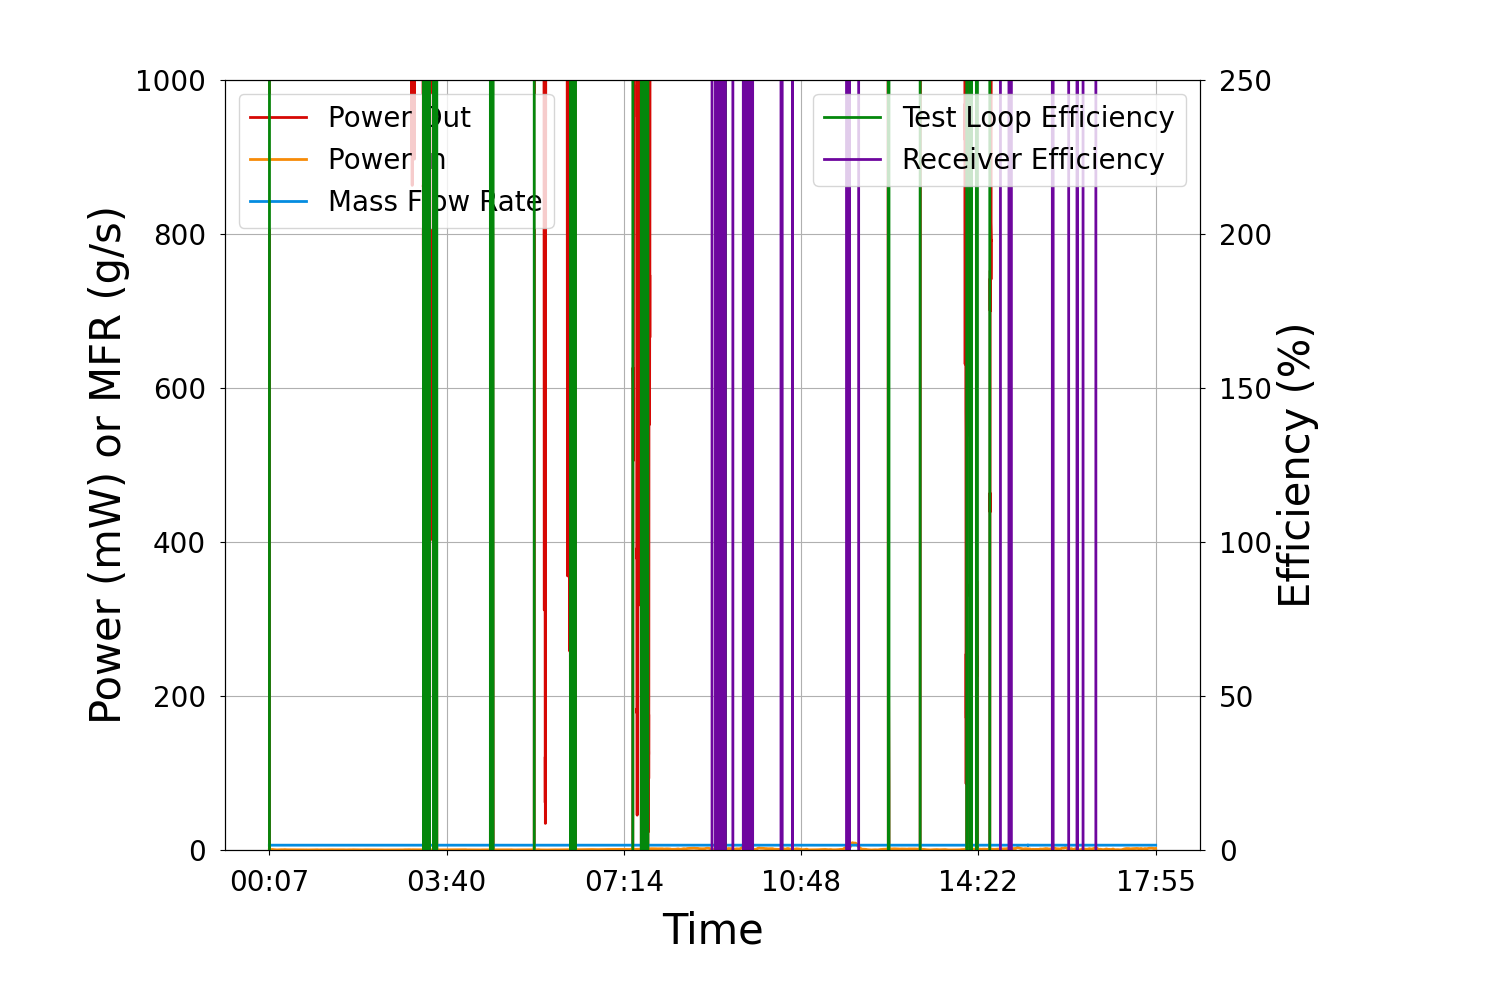 1000
800
600
400
200
0
Power (mW) or MFR (g/s)
Power Out
Power In
Mass Flow Rate
Test Loop Efficiency
Receiver Efficiency
250
200
150
100
50
0
Efficiency (%)
00:07 03:40 07:14 10:48 14:22 17:55
Time